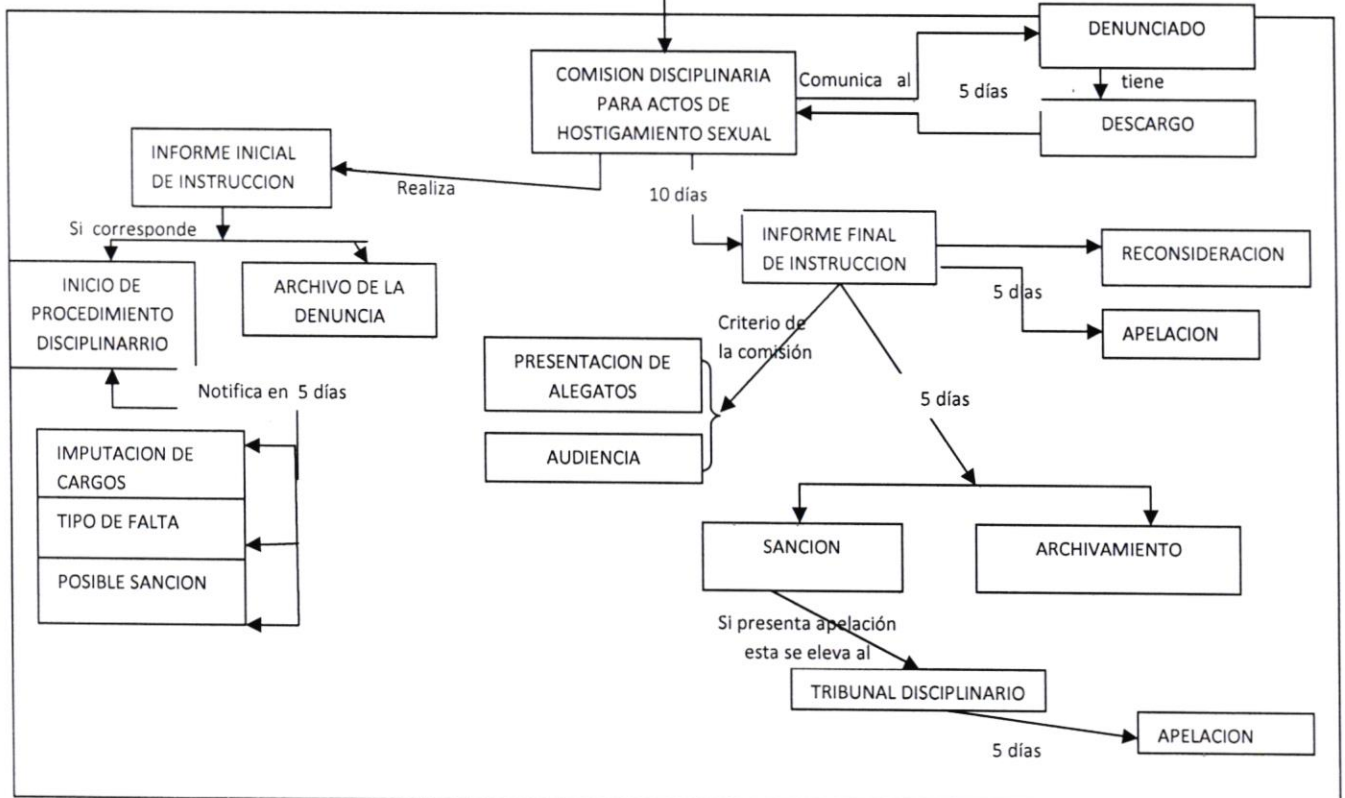 DENUNCIADO
COMISION DISCIPLINARIA
PARA ACTOS DE
HOSTIGAMIENTO SEXUAL
Comunica al
5 días
tiene
DESCARGO
INFORME INICIAL
DE INSTRUCCION
Realiza
10 días
Si corresponde
INICIO DE
PROCEDIMIENTO
DISCIPLINARRIO
ARCHIVO DE LA
DENUNCIA
INFORME FINAL
DE INSTRUCCION
RECONSIDERACION
5 dias
APELACION
Criterio de
la comisión
PRESENTACION DE
ALEGATOS
AUDIENCIA
Notifica en 5 días
5 días
IMPUTACION DE
CARGOS
TIPO DE FALTA
POSIBLE SANCION
SANCION
ARCHIVAMIENTO
Si presenta apelación
esta se eleva al
TRIBUNAL DISCIPLINARIO
5 días
APELACION